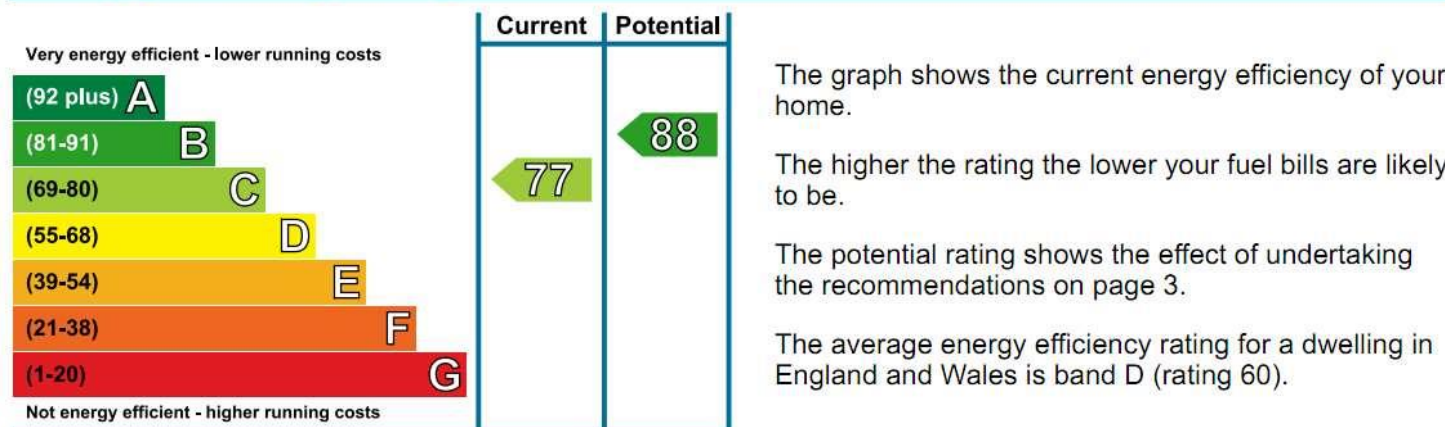 Current Potential
Very energy efficient - lower running costs
(92 plus) A
(81-91) B
(69-80) C
(55-68) D
(39-54) E
(21-38) F
(1-20) G
Not energy efficient - higher running costs
88
77
The graph shows the current energy efficiency of your
home.
The higher the rating the lower your fuel bills are likely
to be.
The potential rating shows the effect of undertaking
the recommendations on page 3.
The average energy efficiency rating for a dwelling in
England and Wales is band D (rating 60).